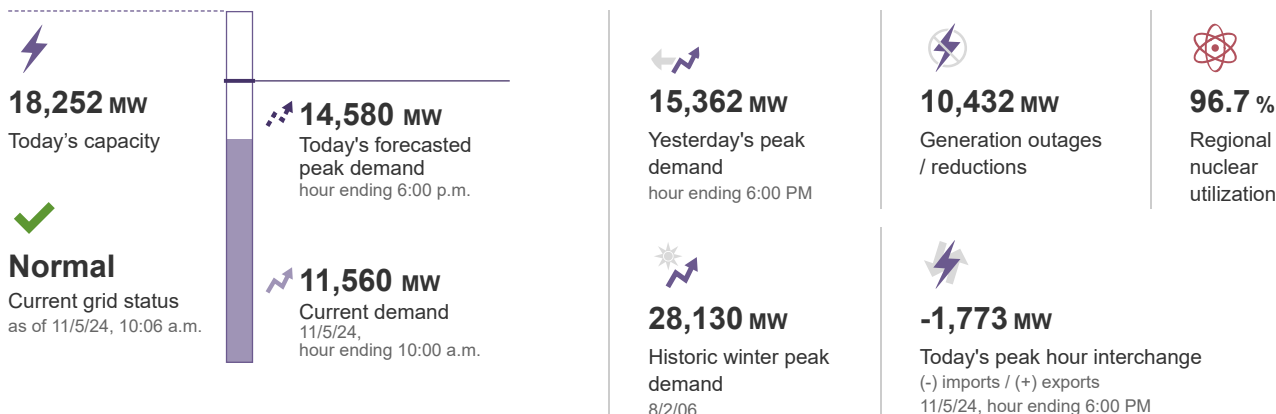 18,252 MW
Today's capacity
Normal
Current grid status
as of 11/5/24, 10:06 a.m.
14,580 MW
Today's forecasted
peak demand
hour ending 6:00 p.m.
11,560 MW
Current demand
11/5/24,
hour ending 10:00 a.m.
15,362 MW
Yesterday's peak
demand
hour ending 6:00 PM
10,432 MW
Generation outages
/ reductions
96.7 %
Regional
nuclear
utilization
28,130 MW
Historic winter peak
demand
8/2/06
-1,773 MW
Today's peak hour interchange
(-) imports / (+) exports
11/5/24, hour ending 6:00 PM